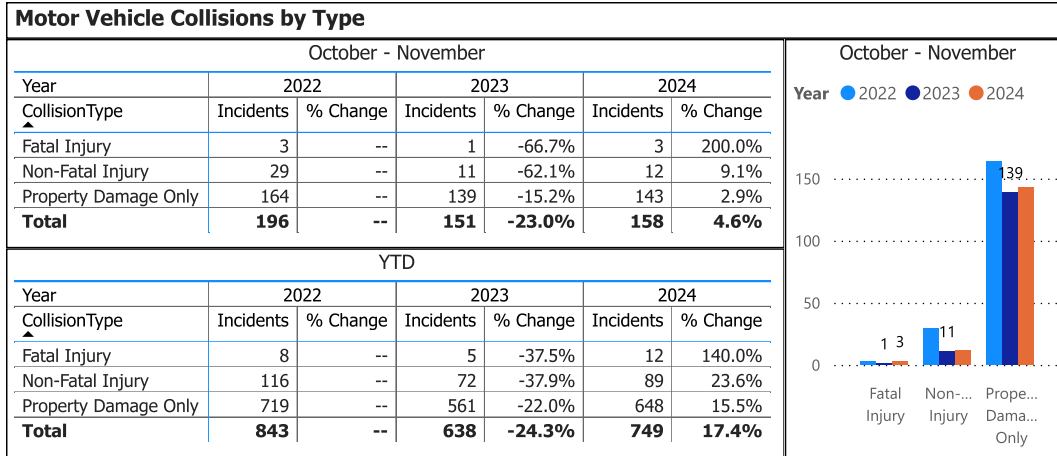 Motor Vehicle Collisions by Type
October - November
Year 2022 2023 2024
CollisionType Incidents % Change Incidents % Change Incidents % Change
Fatal Injury 3 -- 1 -66.7% 3 200.0%
Non-Fatal Injury 29 -- 11 -62.1% 12 9.1%
Property Damage Only 164 -- 139 -15.2% 143 2.9%
Total 196 -- 151 -23.0% 158 4.6%
YTD
Year 2022 2023 2024
CollisionType Incidents % Change Incidents % Change Incidents % Change
Fatal Injury 8 -- 5 -37.5% 12 140.0%
Non-Fatal Injury 116 -- 72 -37.9% 89 23.6%
Property Damage Only 719 -- 561 -22.0% 648 15.5%
Total 843 -- 638 -24.3% 749 17.4%
October - November
Year 2022 2023 2024
150
139
100
50
1 3 11
0
Fatal Non-... Prope...
Injury Injury Dama...
Only